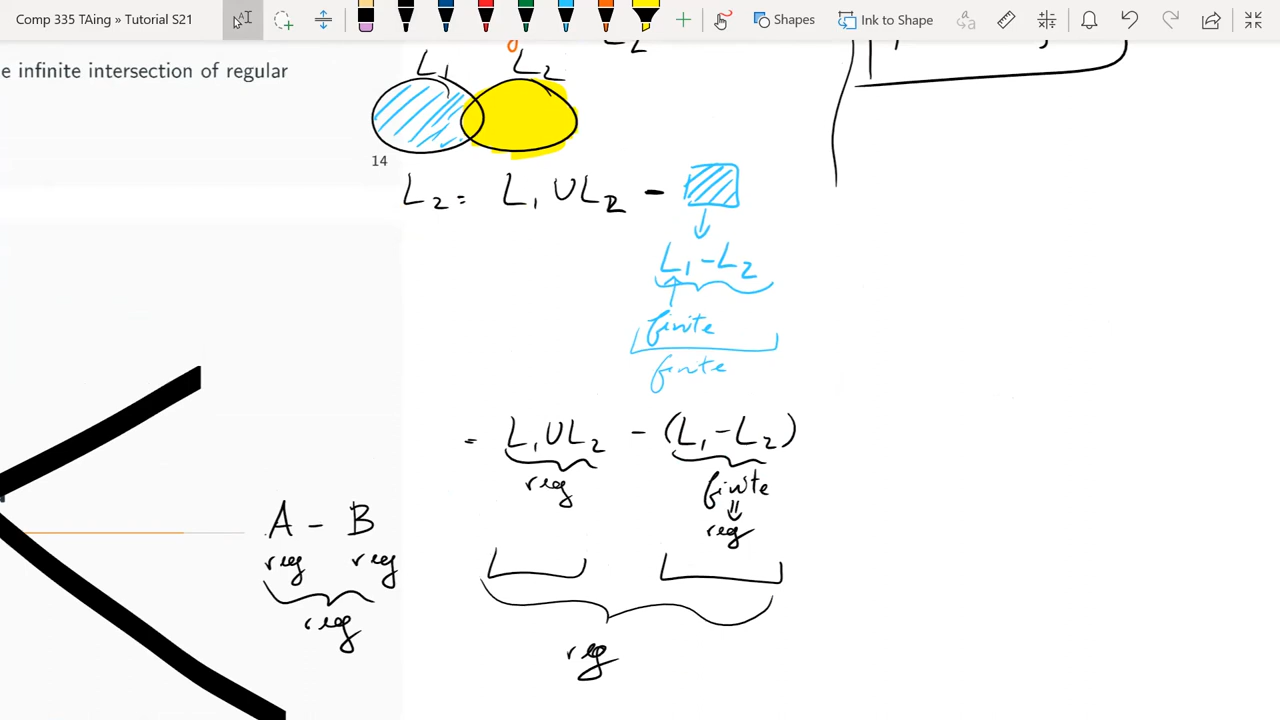 Comp 335 TAing » Tutorial S21
Shapes
Ink to Shape
e infinite intersection of regular
L1 L2
14
L2 = L1 ∪ L2 -
L1 - L2
finite
finite
= L1 ∪ L2 - (L1 - L2)
reg finite
⇓
reg
A - B
reg reg
reg
reg